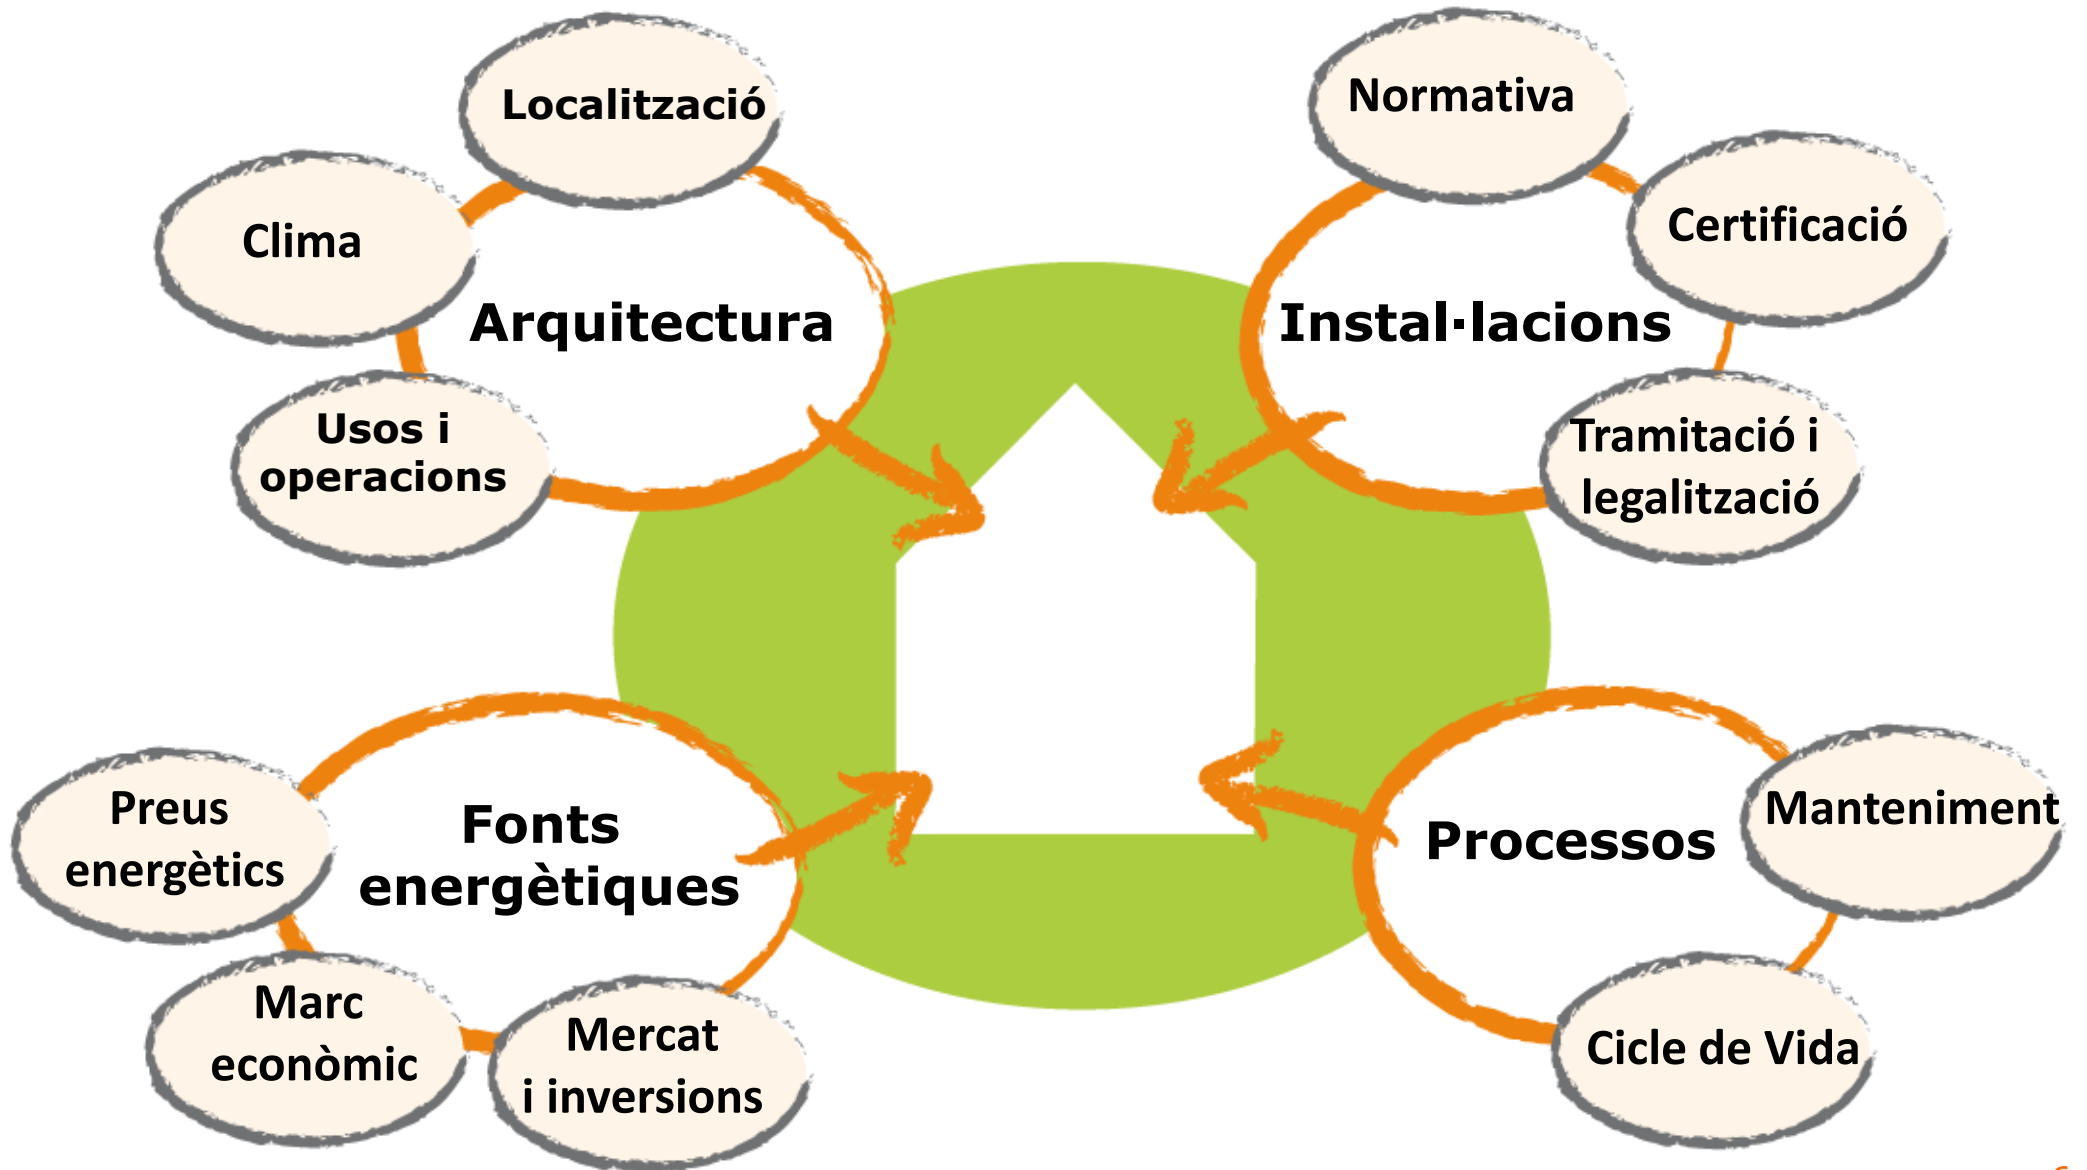 Localització
Clima
Arquitectura
Usos i
operacions
Normativa
Certificació
Instal·lacions
Tramitació i
legalització
Preus
energètics
Fonts
energètiques
Marc
econòmic
Mercat
i inversions
Processos
Manteniment
Cicle de Vida